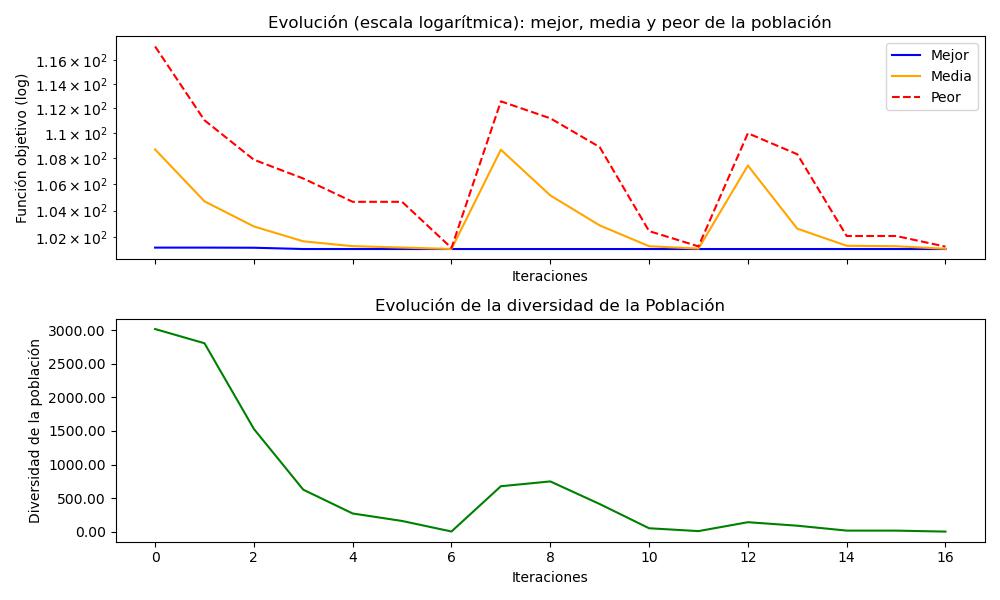 Evolución (escala logarítmica): mejor, media y peor de la población
Función objetivo (log)
1.16 × 10²
1.14 × 10²
1.12 × 10²
1.1 × 10²
1.08 × 10²
1.06 × 10²
1.04 × 10²
1.02 × 10²
Mejor
Media
Peor
Iteraciones
Evolución de la diversidad de la Población
Diversidad de la población
3000.00
2500.00
2000.00
1500.00
1000.00
500.00
0.00
0 2 4 6 8 10 12 14 16
Iteraciones